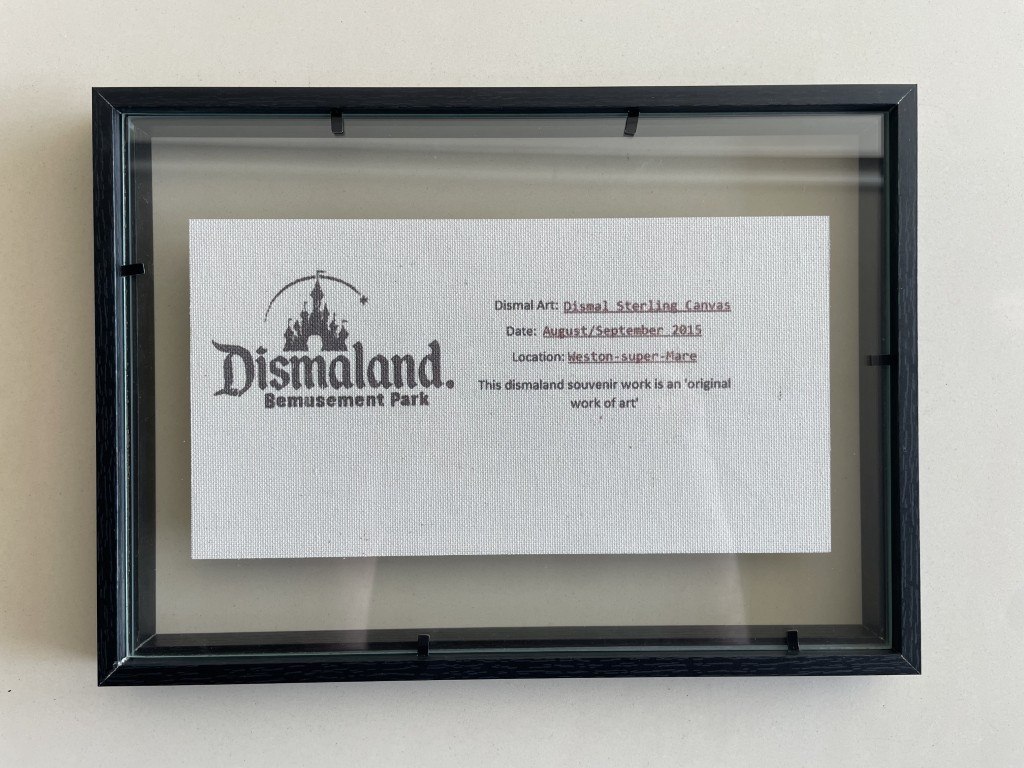 Dismaland.
Bemusement Park
Dismal Art: Dismal Sterling Canvas
Date: August/September 2015
Location: Weston-super-Mare
This dismaland souvenir work is an 'original
work of art'